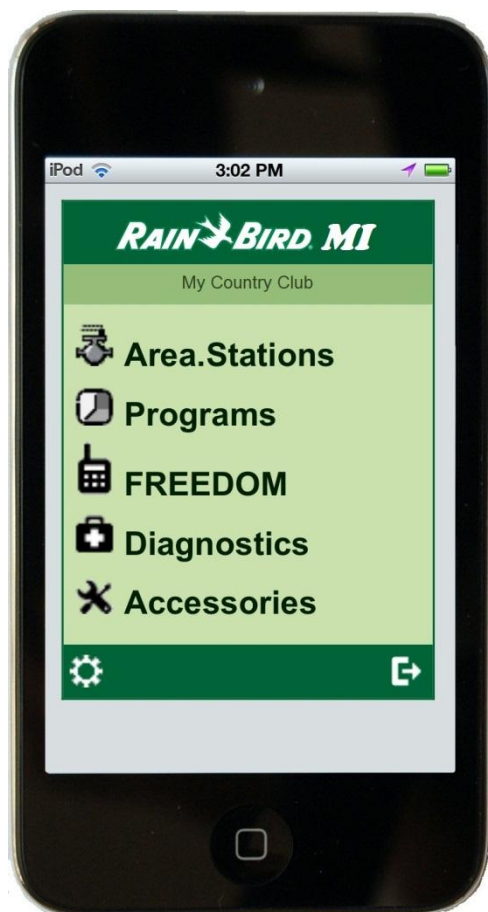 iPod 3:02 PM
RAIN BIRD MI
My Country Club
Area.Stations
Programs
FREEDOM
Diagnostics
Accessories